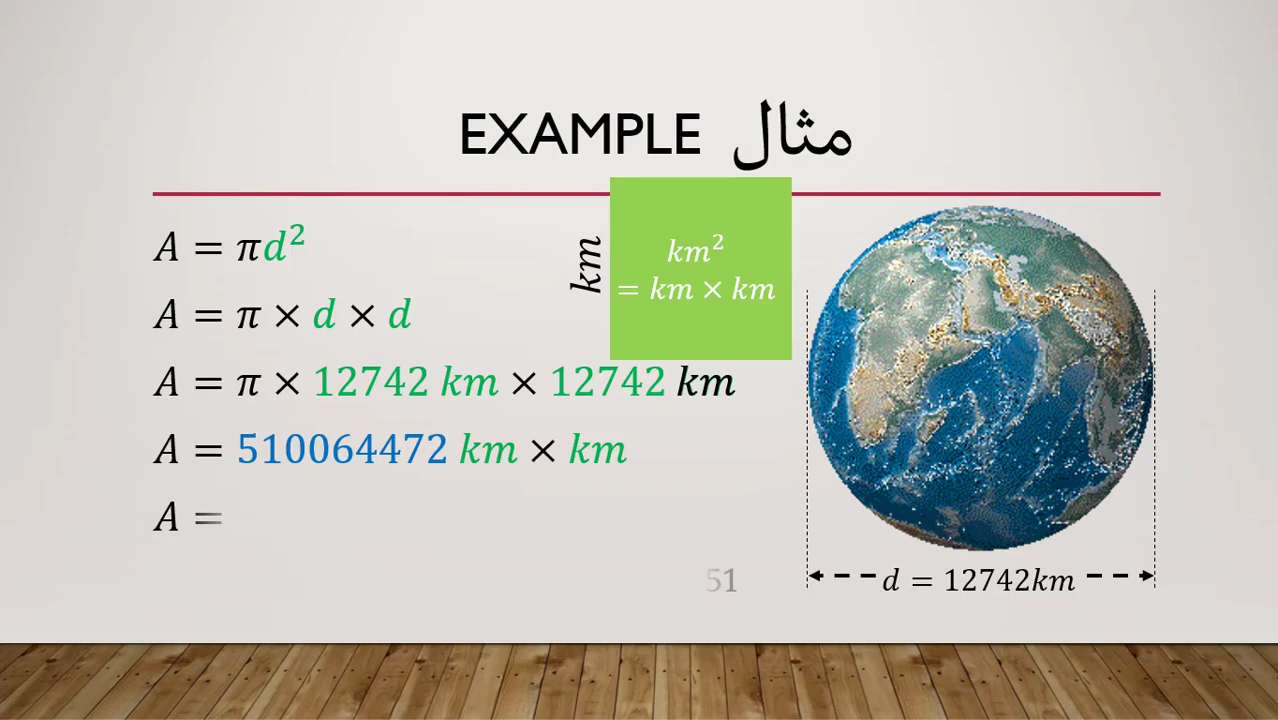 EXAMPLE مثال
A = πd²
A = π × d × d
A = π × 12742 km × 12742 km
A = 510064472 km × km
A =
km
km²
= km × km
51
d = 12742km